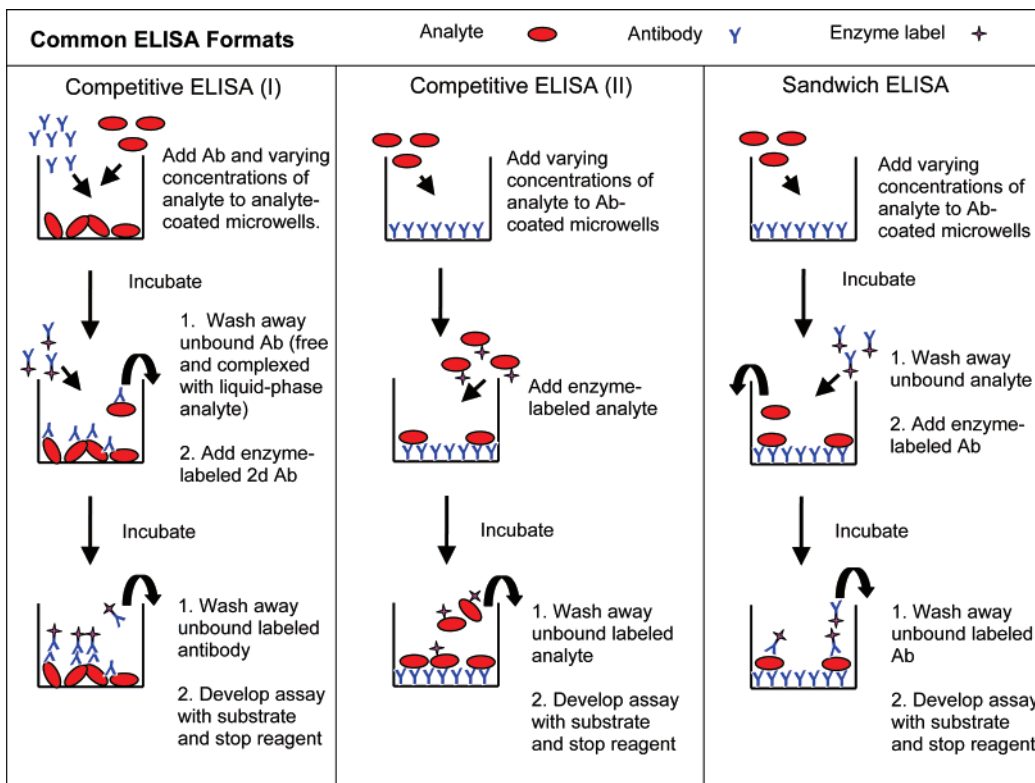 Common ELISA Formats
Analyte
Antibody
Enzyme label
Competitive ELISA (I)
Add Ab and varying
concentrations of
analyte to analyte-
coated microwells.
Incubate
1. Wash away
unbound Ab (free
and complexed
with liquid-phase
analyte)
2. Add enzyme-
labeled 2d Ab
Incubate
1. Wash away
unbound labeled
antibody
2. Develop assay
with substrate
and stop reagent
Competitive ELISA (II)
Add varying
concentrations of
analyte to Ab-
coated microwells
Add enzyme-
labeled analyte
Incubate
1. Wash away
unbound labeled
analyte
2. Develop assay
with substrate
and stop reagent
Sandwich ELISA
Add varying
concentrations of
analyte to Ab-
coated microwells
Incubate
1. Wash away
unbound analyte
2. Add enzyme-
labeled Ab
Incubate
1. Wash away
unbound labeled
Ab
2. Develop assay
with substrate
and stop reagent